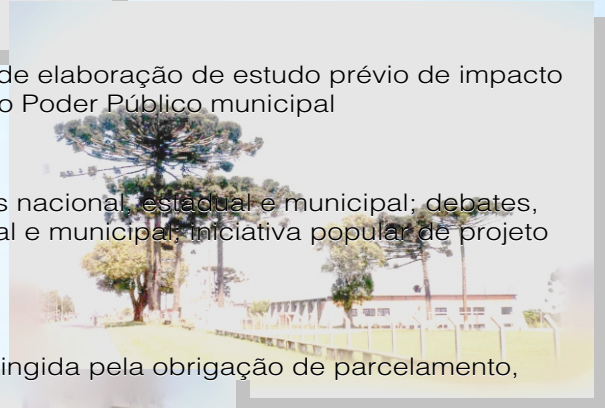 de elaboração de estudo prévio de impacto
o Poder Público municipal
s nacional, estadual e municipal; debates,
al e municipal; iniciativa popular de projeto
ingida pela obrigação de parcelamento,